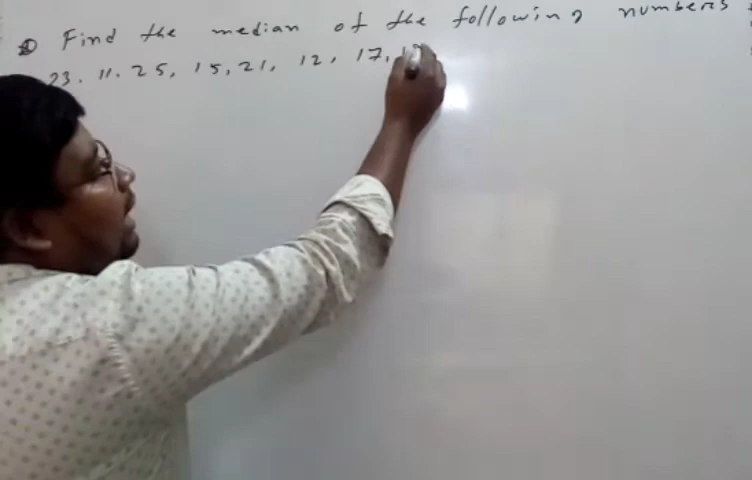 ① Find the median of the following numbers
23. 11. 25, 15, 21, 12, 17,